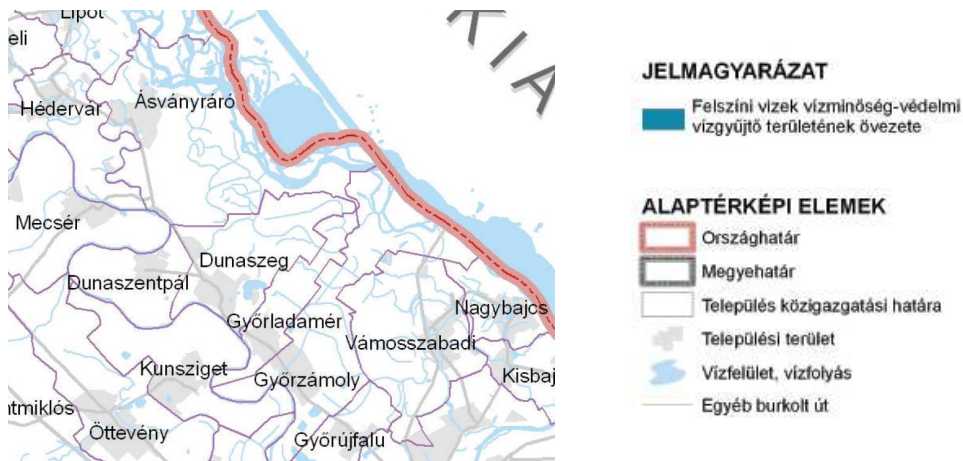 Lipót
KIA
eli
Hédervár
Ásványráró
Mecsér
Dunaszeg
Dunaszentpál
Nagybajcs
Győrladamér
Vámosszabadi
Kunsziget
Győrzámoly
Kisbaj
ntmiklós
Öttevény
Győrújfalu
JELMAGYARÁZAT
Felszíni vizek vízminőség-védelmi
vízgyűjtő területének övezete
ALAPTÉRKÉPI ELEMEK
Országhatár
Megyehatár
Település közigazgatási határa
Települési terület
Vízfelület, vízfolyás
Egyéb burkolt út